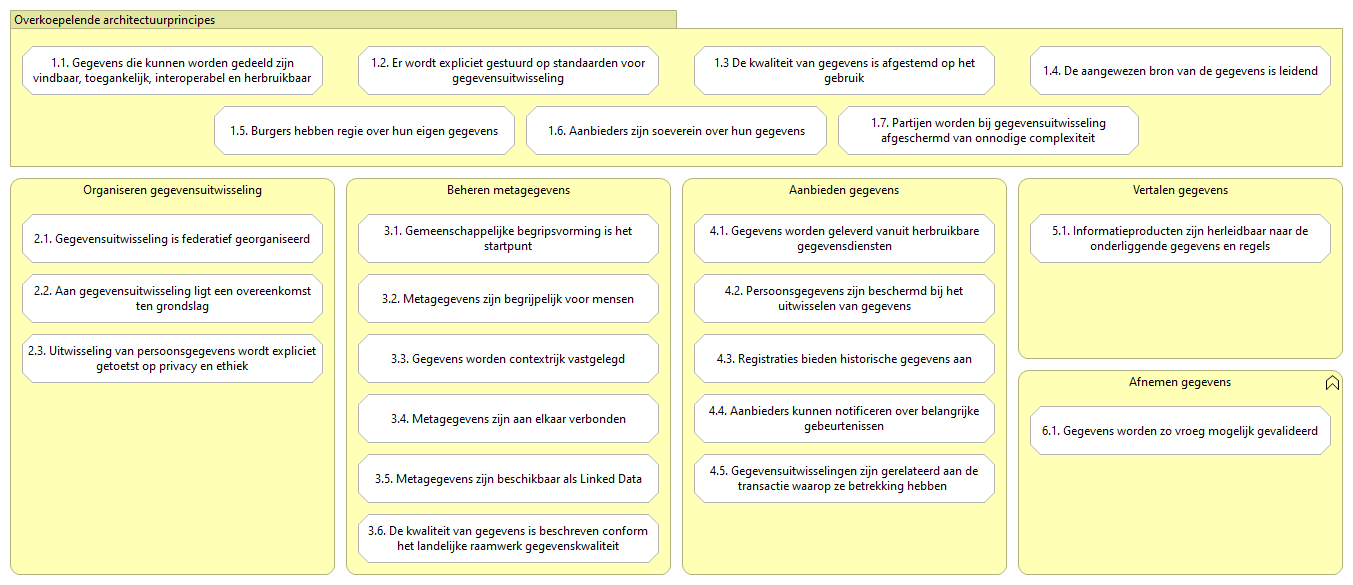 Overkoepelende architectuurprincipes
1.1. Gegevens die kunnen worden gedeeld zijn
vindbaar, toegankelijk, interoperabel en herbruikbaar
1.2. Er wordt expliciet gestuurd op standaarden voor
gegevensuitwisseling
1.3 De kwaliteit van gegevens is afgestemd op het
gebruik
1.4. De aangewezen bron van de gegevens is leidend
1.5. Burgers hebben regie over hun eigen gegevens
1.6. Aanbieders zijn soeverein over hun gegevens
1.7. Partijen worden bij gegevensuitwisseling
afgeschermd van onnodige complexiteit
Organiseren gegevensuitwisseling
2.1. Gegevensuitwisseling is federatief georganiseerd
2.2. Aan gegevensuitwisseling ligt een overeenkomst
ten grondslag
2.3. Uitwisseling van persoonsgegevens wordt expliciet
getoetst op privacy en ethiek
Beheren metagegevens
3.1. Gemeenschappelijke begripsvorming is het
startpunt
3.2. Metagegevens zijn begrijpelijk voor mensen
3.3. Gegevens worden contextrijk vastgelegd
3.4. Metagegevens zijn aan elkaar verbonden
3.5. Metagegevens zijn beschikbaar als Linked Data
3.6. De kwaliteit van gegevens is beschreven conform
het landelijke raamwerk gegevenskwaliteit
Aanbieden gegevens
4.1. Gegevens worden geleverd vanuit herbruikbare
gegevensdiensten
4.2. Persoonsgegevens zijn beschermd bij het
uitwisselen van gegevens
4.3. Registraties bieden historische gegevens aan
4.4. Aanbieders kunnen notificeren over belangrijke
gebeurtenissen
4.5. Gegevensuitwisselingen zijn gerelateerd aan de
transactie waarop ze betrekking hebben
Vertalen gegevens
5.1. Informatieproducten zijn herleidbaar naar de
onderliggende gegevens en regels
Afnemen gegevens
6.1. Gegevens worden zo vroeg mogelijk gevalideerd